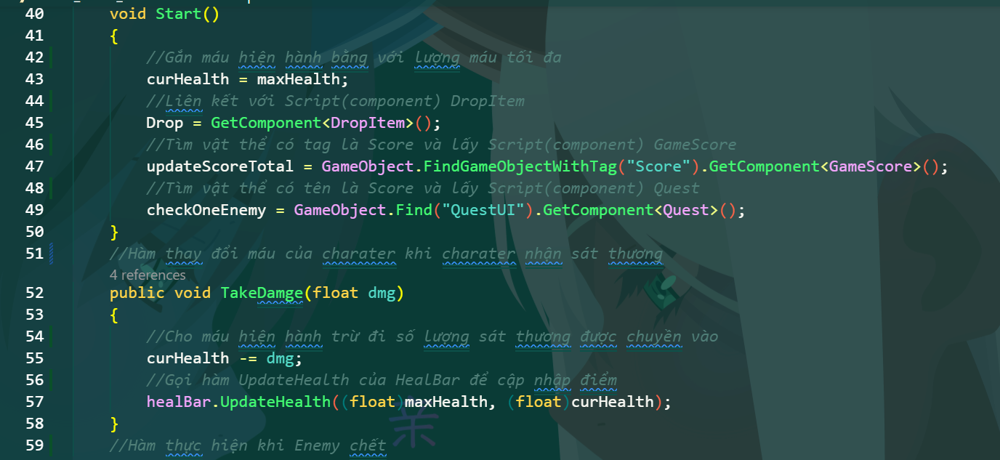 40 void Start()
41 {
42 //Gắn máu hiện hành bằng với lượng máu tối đa
43 curHealth = maxHealth;
44 //Liên kết với Script(component) DropItem
45 Drop = GetComponent<DropItem>();
46 //Tìm vật thể có tag là Score và lấy Script(component) GameScore
47 updateScoreTotal = GameObject.FindGameObjectWithTag("Score").GetComponent<GameScore>();
48 //Tìm vật thể có tên là Score và lấy Script(component) Quest
49 checkOneEnemy = GameObject.Find("QuestUI").GetComponent<Quest>();
50 }
51 //Hàm thay đổi máu của charater khi charater nhận sát thương
4 references
52 public void TakeDamge(float dmg)
53 {
54 //Cho máu hiện hành trừ đi số lượng sát thương được chuyền vào
55 curHealth -= dmg;
56 //Gọi hàm UpdateHealth của HealBar để cập nhập điểm
57 healBar.UpdateHealth((float)maxHealth, (float)curHealth);
58 }
59 //Hàm thực hiện khi Enemy chết